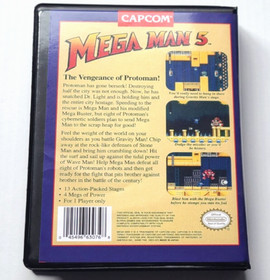 CAPCOM
MEGA MAN 5
The Vengeance of Protoman!
Protoman has gone berserk! Destroying
half the city was not enough. Now, he has
snatched Dr. Light and is holding him and
the entire city hostage. Speeding to the
rescue is Mega Man and his modified
Mega Buster, but eight of Protoman's
cybernetic soldiers plan to send Mega
Man to the scrap heap for good!
Feel the weight of the world on your
shoulders as you battle Gravity Man! Chip
away at the rock like defenses of Stone
Man and bring him crumbling down! Hit
the surf and sail up against the tidal power
of Wave Man! Help Mega Man defeat all
eight of Protoman's robots and then get
ready for the fight that pits brother against
brother in the battle of the century!
• 4 Megs of Power
• For 1 Player only